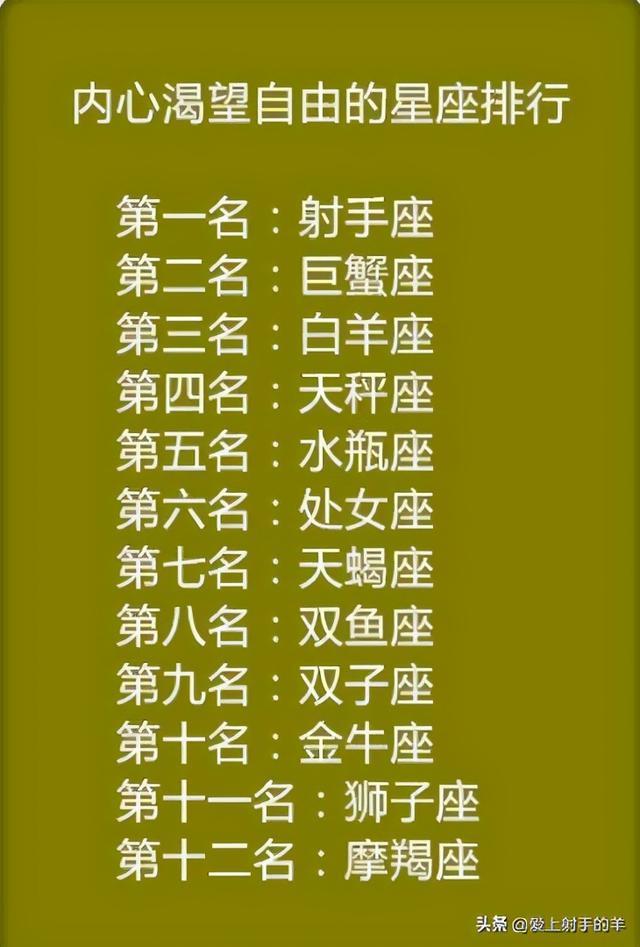 内心渴望自由的星座排行
第一名：射手座
第二名：巨蟹座
第三名：白羊座
第四名：天秤座
第五名：水瓶座
第六名：处女座
第七名：天蝎座
第八名：双鱼座
第九名：双子座
第十名：金牛座
第十一名：狮子座
第十二名：摩羯座
头条 @爱上射手的羊